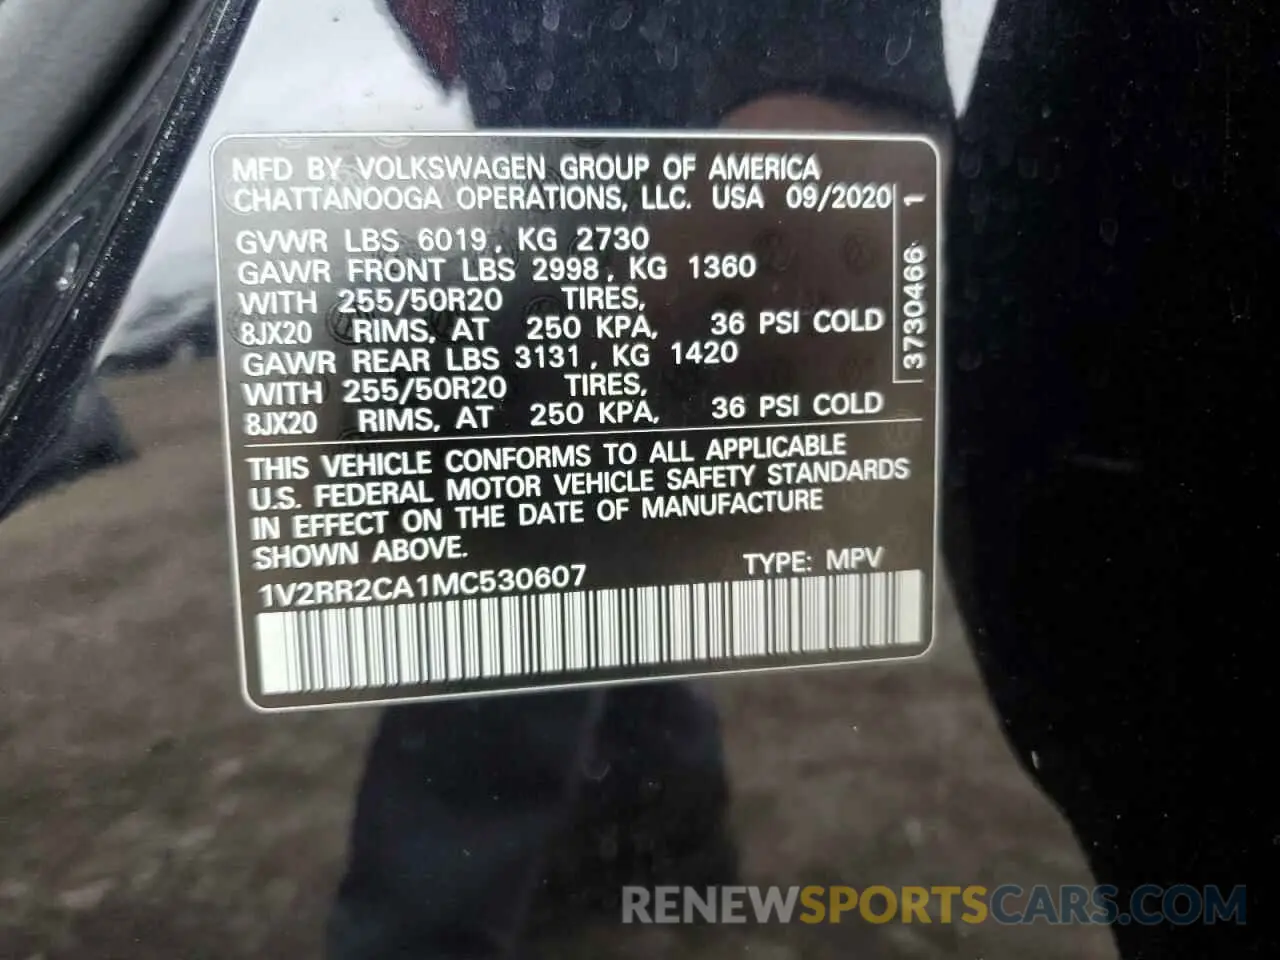 MFD BY VOLKSWAGEN GROUP OF AMERICA
CHATTANOOGA OPERATIONS, LLC. USA 09/2020
GVWR LBS 6019, KG 2730
GAWR FRONT LBS 2998, KG 1360
WITH 255/50R20 TIRES,
8JX20 RIMS, AT 250 KPA, 36 PSI COLD
GAWR REAR LBS 3131, KG 1420
WITH 255/50R20 TIRES,
8JX20 RIMS, AT 250 KPA, 36 PSI COLD
3730466 1
THIS VEHICLE CONFORMS TO ALL APPLICABLE
U.S. FEDERAL MOTOR VEHICLE SAFETY STANDARDS
IN EFFECT ON THE DATE OF MANUFACTURE
SHOWN ABOVE.
1V2RR2CA1MC530607 TYPE: MPV
RENEWSPORTSCARS.COM